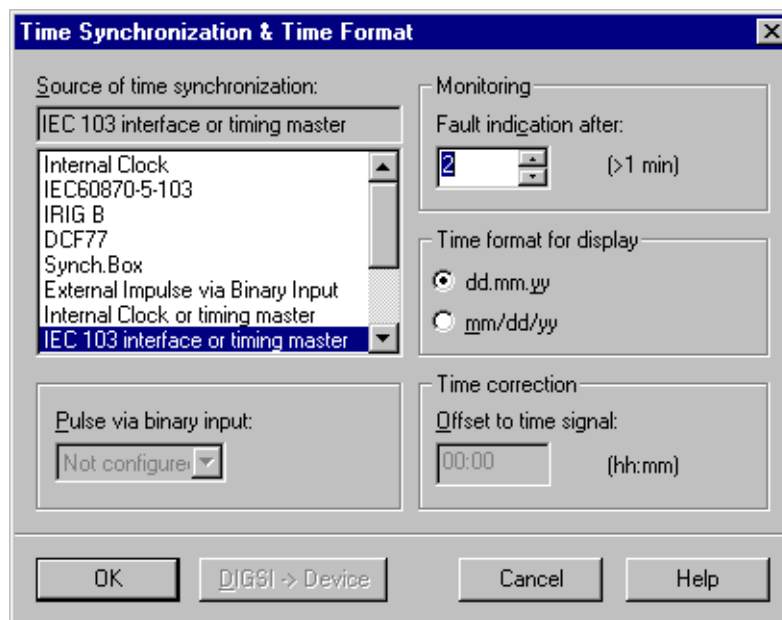 Time Synchronization & Time Format
Source of time synchronization:
IEC 103 interface or timing master
Internal Clock
IEC60870-5-103
IRIG B
DCF77
Synch.Box
External Impulse via Binary Input
Internal Clock or timing master
IEC 103 interface or timing master
Pulse via binary input:
Not configure
Monitoring
Fault indication after:
2 (>1 min)
Time format for display
dd.mm.yy
mm/dd/yy
Time correction
Offset to time signal:
00:00 (hh:mm)
OK DIGSI -> Device Cancel Help